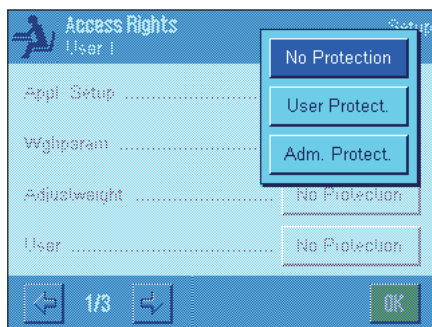 Access Rights
Setup
User 1
No Protection
User Protect.
Adm. Protect.
Appl. Setup ..................
Wghparam ..................
Adjustweight ..................... No Protection
User ............................... No Protection
1/3
OK